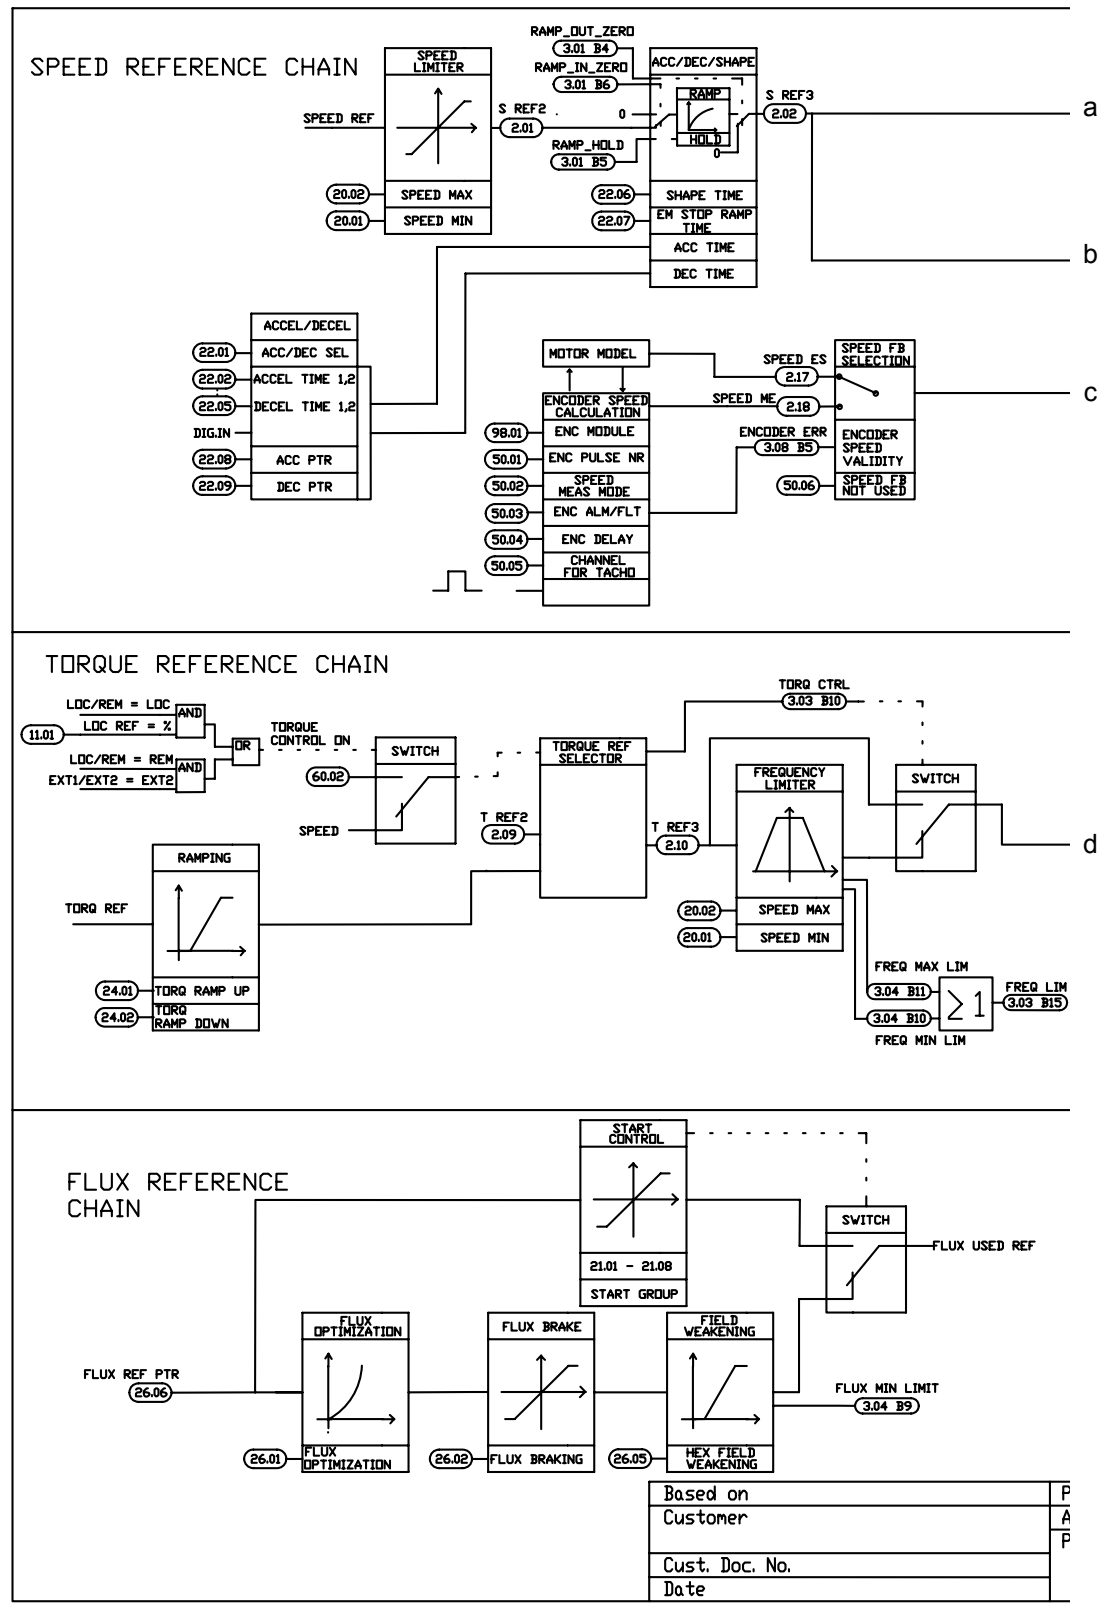 SPEED REFERENCE CHAIN
SPEED REF
SPEED
LIMITER
20.02
SPEED MAX
20.01
SPEED MIN
S REF2
2.01
RAMP_OUT_ZERO
3.01 B4
RAMP_IN_ZERO
3.01 B6
0
RAMP_HOLD
3.01 B5
ACC/DEC/SHAPE
RAMP
HOLD
0
22.06
SHAPE TIME
22.07
EM STOP RAMP
TIME
ACC TIME
DEC TIME
S REF3
2.02
a
b
ACCEL/DECEL
22.01
ACC/DEC SEL
22.02
ACCEL TIME 1,2
22.05
DECEL TIME 1,2
DIG.IN
22.08
ACC PTR
22.09
DEC PTR
MOTOR MODEL
ENCODER SPEED
CALCULATION
98.01
ENC MODULE
50.01
ENC PULSE NR
50.02
SPEED
MEAS MODE
50.03
ENC ALM/FLT
50.04
ENC DELAY
50.05
CHANNEL
FOR TACHO
SPEED ES
2.17
SPEED ME
2.18
ENCODER ERR
3.08 B5
50.06
SPEED FB
SELECTION
ENCODER
SPEED
VALIDITY
SPEED FB
NOT USED
c
TORQUE REFERENCE CHAIN
LOC/REM = LOC
11.01
LOC REF = %
AND
LOC/REM = REM
EXT1/EXT2 = EXT2
AND
OR
TORQUE
CONTROL ON
60.02
SPEED
SWITCH
T REF2
2.09
TORQUE REF
SELECTOR
TORQ CTRL
3.03 B10
T REF3
2.10
FREQUENCY
LIMITER
20.02
SPEED MAX
20.01
SPEED MIN
SWITCH
d
RAMPING
TORQ REF
24.01
TORQ RAMP UP
24.02
TORQ
RAMP DOWN
FREQ MAX LIM
3.04 B11
3.04 B10
FREQ MIN LIM
∑ 1
FREQ LIM
3.03 B15
FLUX REFERENCE
CHAIN
START
CONTROL
21.01 - 21.08
START GROUP
SWITCH
FLUX USED REF
FLUX REF PTR
26.06
FLUX
OPTIMIZATION
26.01
FLUX
OPTIMIZATION
FLUX BRAKE
26.02
FLUX BRAKING
FIELD
WEAKENING
26.05
HEX FIELD
WEAKENING
FLUX MIN LIMIT
3.04 B9
Based on
P
Customer
A
P
Cust. Doc. No.
Date